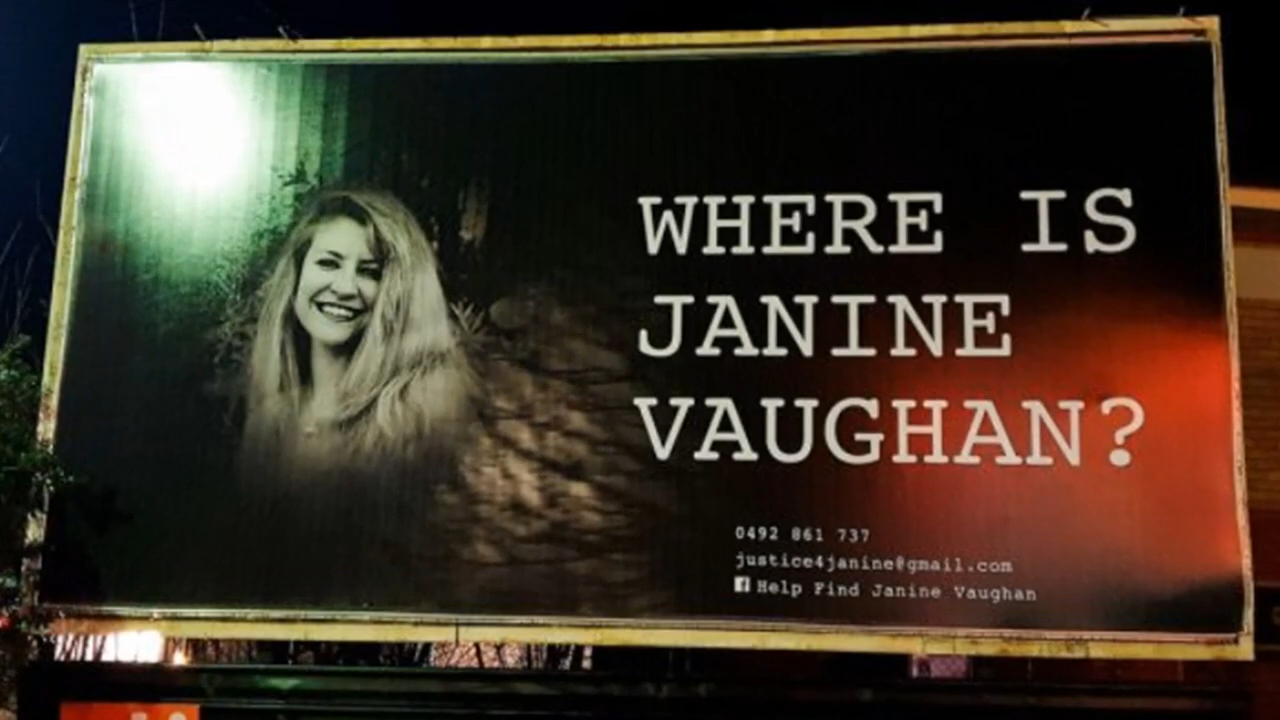 WHERE IS
JANINE
VAUGHAN?
0492 861 737
justice4janine@gmail.com
Help Find Janine Vaughan